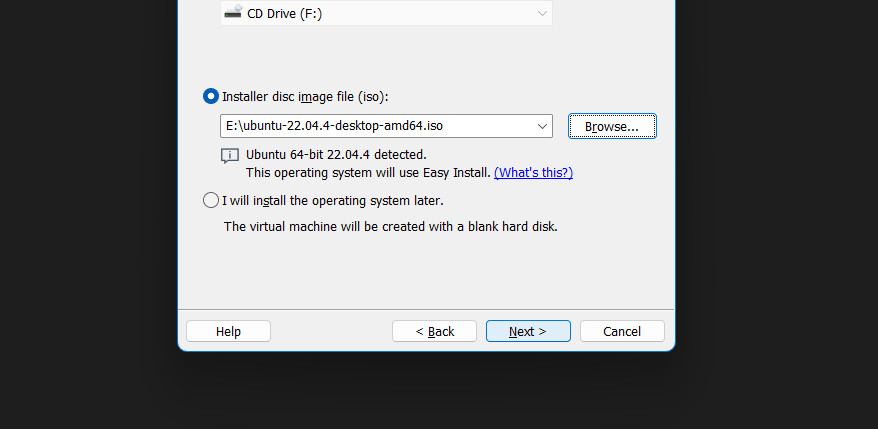 CD Drive (F:)
Installer disc image file (iso):
E:\ubuntu-22.04.4-desktop-amd64.iso
Browse...
Ubuntu 64-bit 22.04.4 detected.
This operating system will use Easy Install. (What's this?)
I will install the operating system later.
The virtual machine will be created with a blank hard disk.
Help
< Back
Next >
Cancel